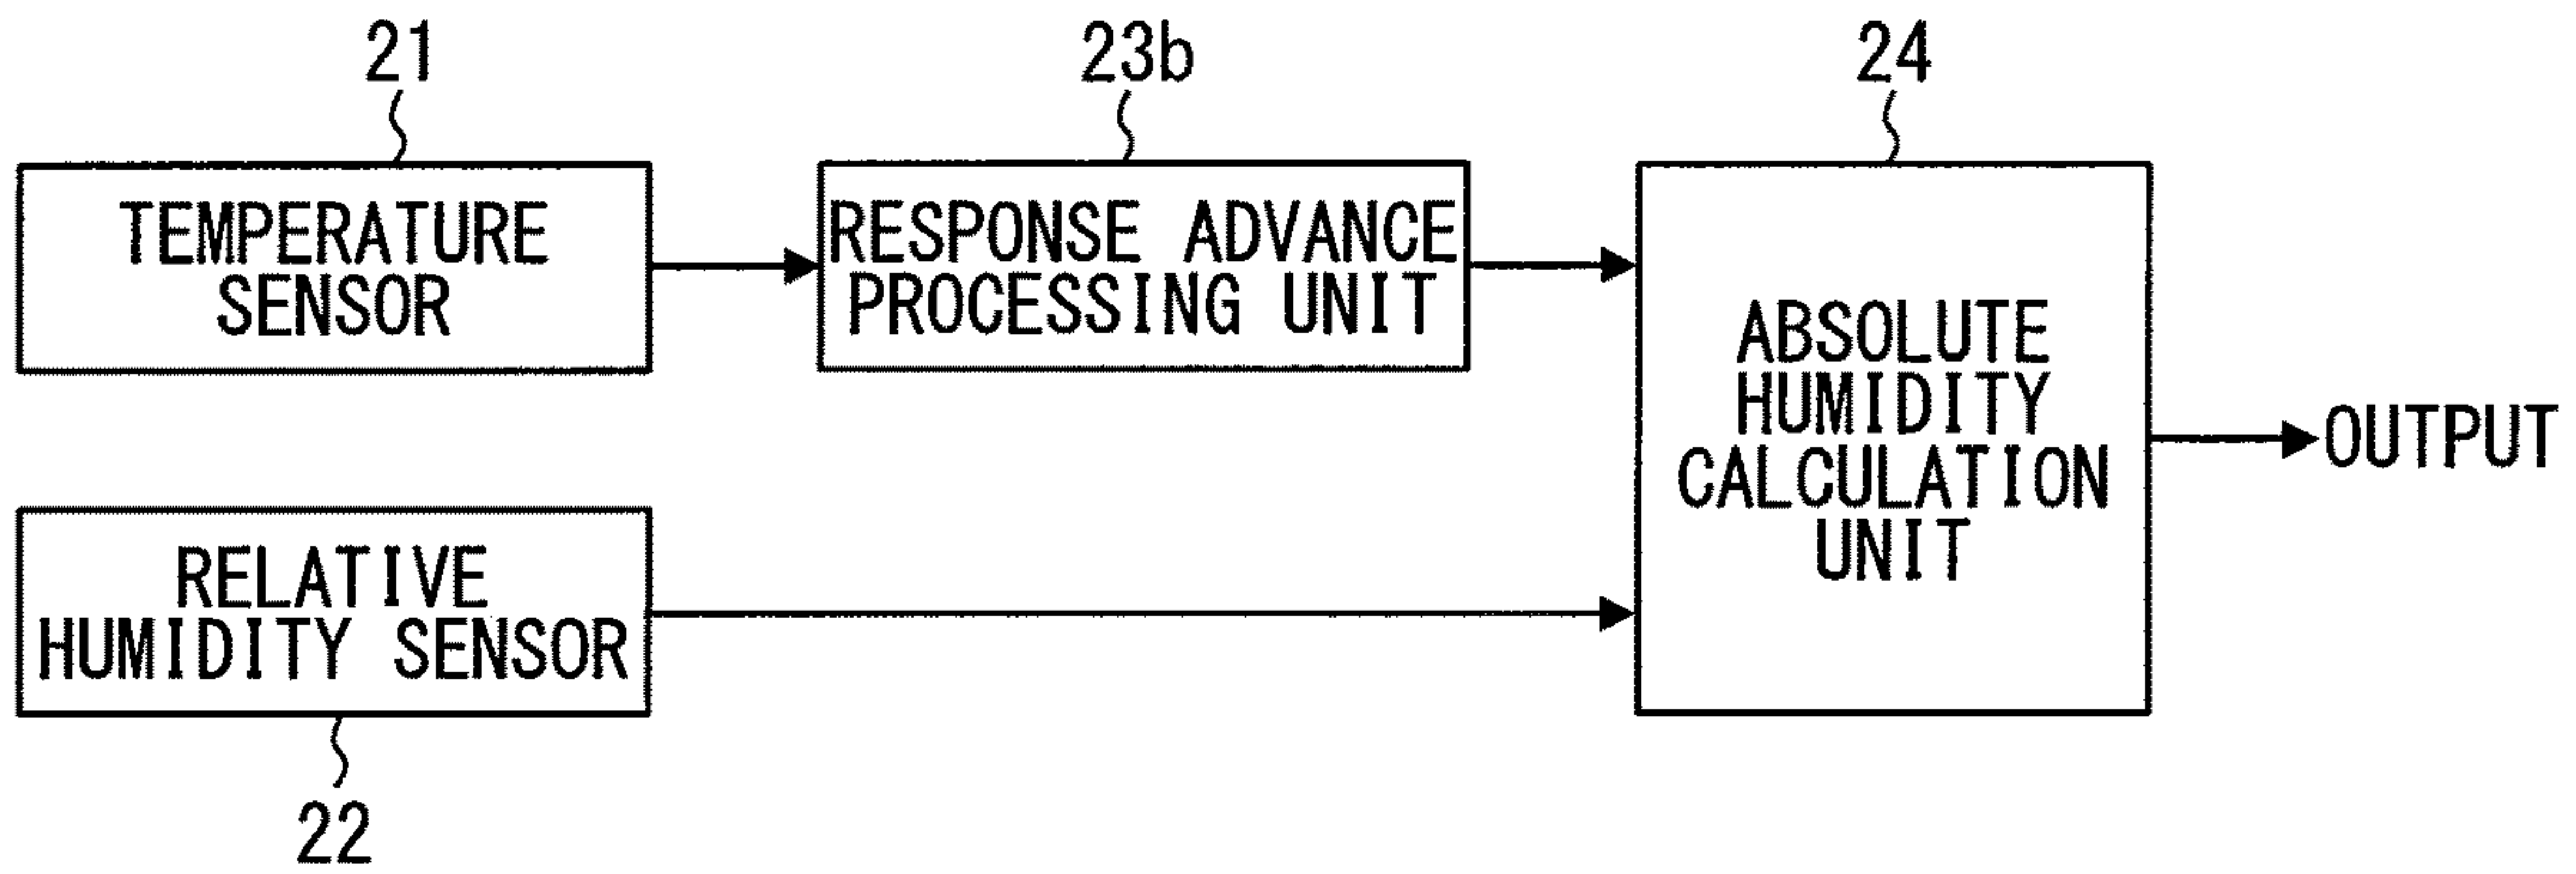 21
23b
24
TEMPERATURE
SENSOR
RESPONSE ADVANCE
PROCESSING UNIT
ABSOLUTE
HUMIDITY
CALCULATION
UNIT
OUTPUT
RELATIVE
HUMIDITY SENSOR
22